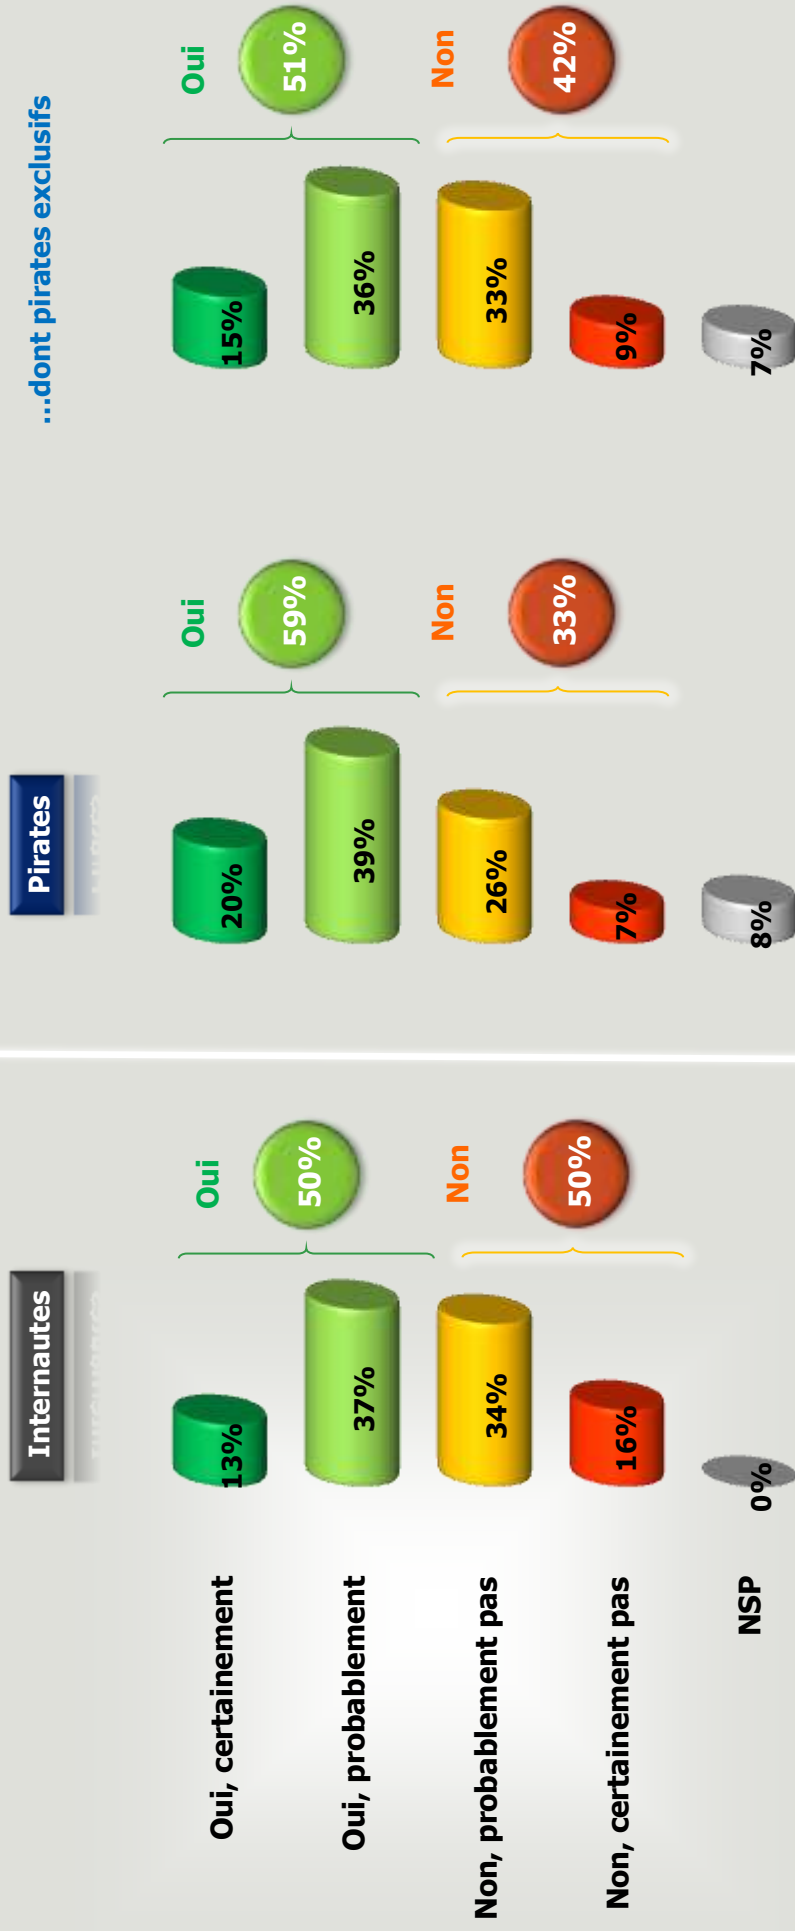 Internautes
Pirates
...dont pirates exclusifs
Oui, certainement
13%
20%
15%
Oui, probablement
37%
39%
36%
Non, probablement pas
34%
26%
33%
Non, certainement pas
16%
7%
9%
NSP
0%
8%
7%
Oui
50%
Non
50%
Oui
59%
Non
33%
Oui
51%
Non
42%